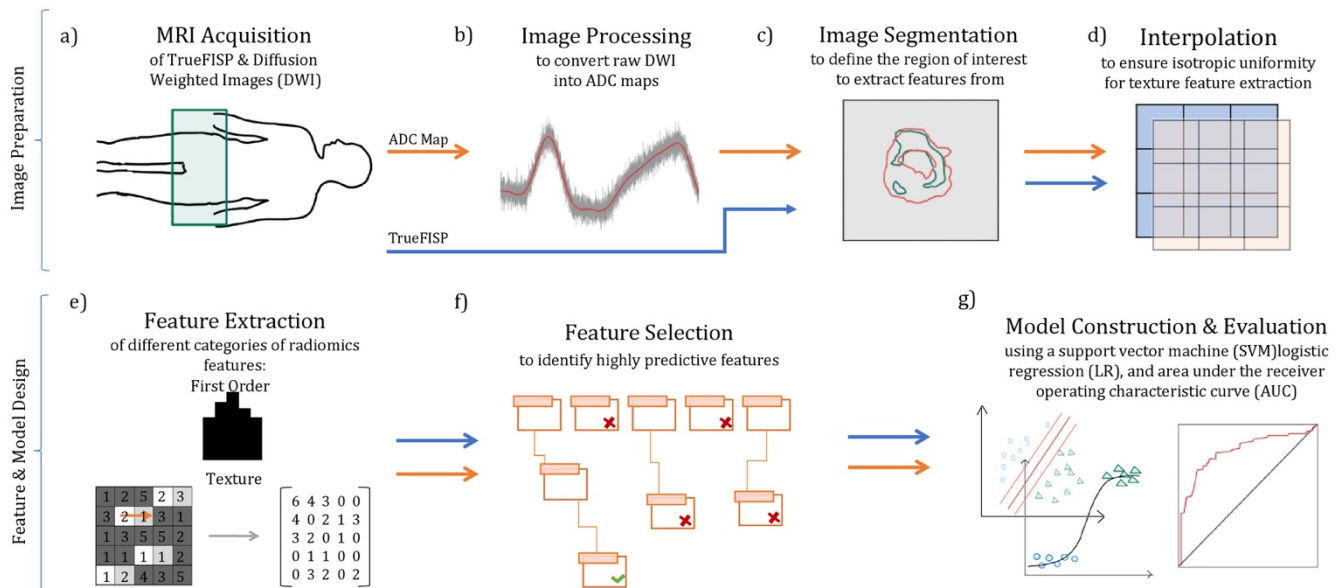 Image Preparation
a)
MRI Acquisition
of TrueFISP & Diffusion
Weighted Images (DWI)
b)
Image Processing
to convert raw DWI
into ADC maps
c)
Image Segmentation
to define the region of interest
to extract features from
d)
Interpolation
to ensure isotropic uniformity
for texture feature extraction
ADC Map
TrueFISP
Feature & Model Design
e)
Feature Extraction
of different categories of radiomics
features:
First Order
Texture
1 2 5 2 3
3 2 1 3 1
1 3 5 5 2
1 1 1 1 2
1 2 4 3 5
6 4 3 0 0
4 0 2 1 3
3 2 0 1 0
0 1 1 0 0
0 3 2 0 2
f)
Feature Selection
to identify highly predictive features
g)
Model Construction & Evaluation
using a support vector machine (SVM)logistic
regression (LR), and area under the receiver
operating characteristic curve (AUC)